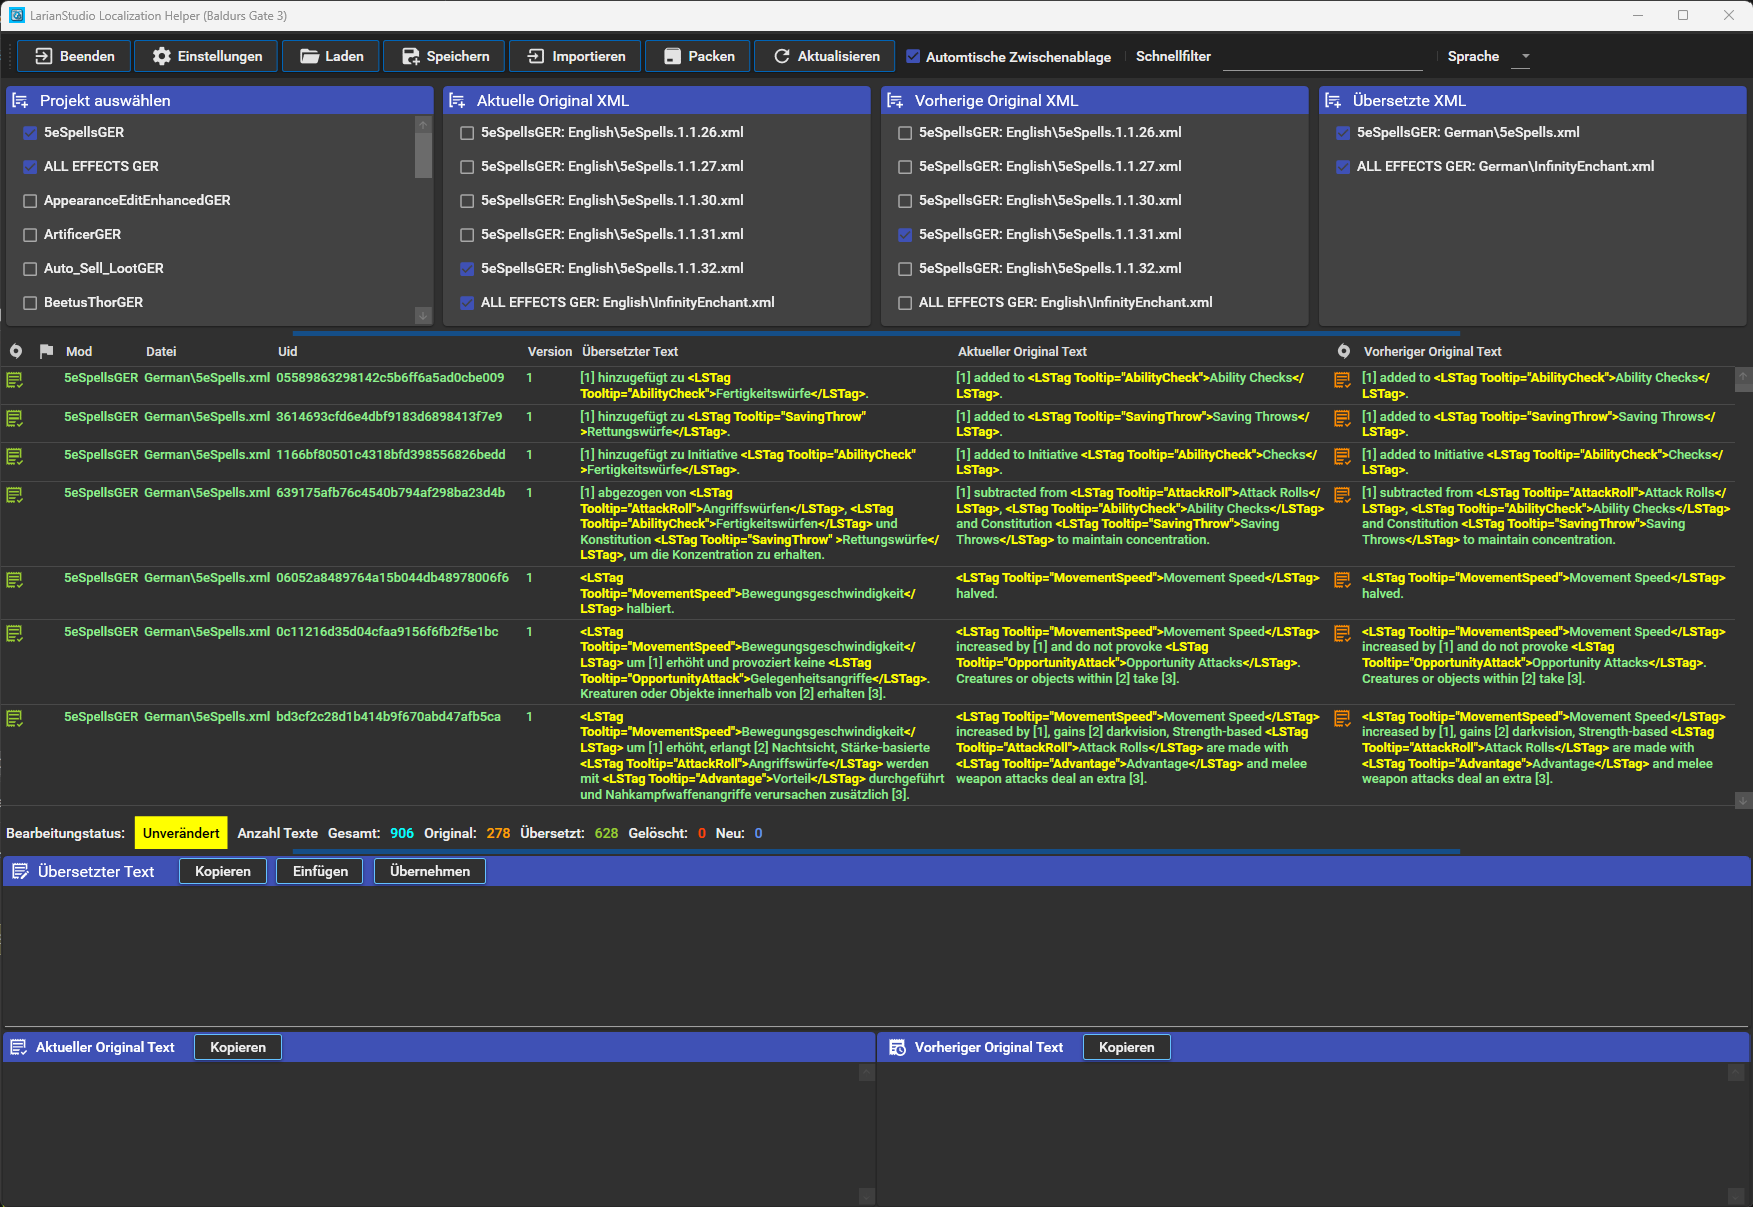 LarianStudio Localization Helper (Baldurs Gate 3)
Beenden Einstellungen Laden Speichern Importieren Packen Aktualisieren Automtische Zwischenablage Schnellfilter Sprache
Projekt auswählen
5eSpellsGER
ALL EFFECTS GER
AppearanceEditEnhancedGER
ArtificerGER
Auto_Sell_LootGER
BeetusThorGER
Aktuelle Original XML
5eSpellsGER: English\5eSpells.1.1.26.xml
5eSpellsGER: English\5eSpells.1.1.27.xml
5eSpellsGER: English\5eSpells.1.1.30.xml
5eSpellsGER: English\5eSpells.1.1.31.xml
5eSpellsGER: English\5eSpells.1.1.32.xml
ALL EFFECTS GER: English\InfinityEnchant.xml
Vorherige Original XML
5eSpellsGER: English\5eSpells.1.1.26.xml
5eSpellsGER: English\5eSpells.1.1.27.xml
5eSpellsGER: English\5eSpells.1.1.30.xml
5eSpellsGER: English\5eSpells.1.1.31.xml
5eSpellsGER: English\5eSpells.1.1.32.xml
ALL EFFECTS GER: English\InfinityEnchant.xml
Übersetzte XML
5eSpellsGER: German\5eSpells.xml
ALL EFFECTS GER: German\InfinityEnchant.xml
Mod Datei Uid Version Übersetzter Text Aktueller Original Text Vorheriger Original Text
5eSpellsGER German\5eSpells.xml 05589863298142c5b6ff6a5ad0cbe009 1
[1] hinzugefügt zu <LSTag
Tooltip="AbilityCheck">Fertigkeitswürfe</LSTag>.
[1] added to <LSTag Tooltip="AbilityCheck">Ability Checks</
LSTag>.
[1] added to <LSTag Tooltip="AbilityCheck">Ability Checks</
LSTag>.
5eSpellsGER German\5eSpells.xml 3614693cfd6e4dbf9183d6898413f7e9 1
[1] hinzugefügt zu <LSTag Tooltip="SavingThrow"
>Rettungswürfe</LSTag>.
[1] added to <LSTag Tooltip="SavingThrow">Saving Throws</
LSTag>.
[1] added to <LSTag Tooltip="SavingThrow">Saving Throws</
LSTag>.
5eSpellsGER German\5eSpells.xml 1166bf80501c4318bfd398556826bedd 1
[1] hinzugefügt zu Initiative <LSTag Tooltip="AbilityCheck"
>Fertigkeitswürfe</LSTag>.
[1] added to Initiative <LSTag Tooltip="AbilityCheck">Checks</
LSTag>.
[1] added to Initiative <LSTag Tooltip="AbilityCheck">Checks</
LSTag>.
5eSpellsGER German\5eSpells.xml 639175afb76c4540b794af298ba23d4b 1
[1] abgezogen von <LSTag
Tooltip="AttackRoll">Angriffswürfen</LSTag>, <LSTag
Tooltip="AbilityCheck">Fertigkeitswürfen</LSTag> und
Konstitution <LSTag Tooltip="SavingThrow" >Rettungswürfe</
LSTag>, um die Konzentration zu erhalten.
[1] subtracted from <LSTag Tooltip="AttackRoll">Attack Rolls</
LSTag>, <LSTag Tooltip="AbilityCheck">Ability Checks</LSTag>
and Constitution <LSTag Tooltip="SavingThrow">Saving
Throws</LSTag> to maintain concentration.
[1] subtracted from <LSTag Tooltip="AttackRoll">Attack Rolls</
LSTag>, <LSTag Tooltip="AbilityCheck">Ability Checks</LSTag>
and Constitution <LSTag Tooltip="SavingThrow">Saving
Throws</LSTag> to maintain concentration.
5eSpellsGER German\5eSpells.xml 06052a8489764a15b044db48978006f6 1
<LSTag
Tooltip="MovementSpeed">Bewegungsgeschwindigkeit</
LSTag> halbiert.
<LSTag Tooltip="MovementSpeed">Movement Speed</LSTag>
halved.
<LSTag Tooltip="MovementSpeed">Movement Speed</LSTag>
halved.
5eSpellsGER German\5eSpells.xml 0c11216d35d04cfaa9156f6fb2f5e1bc 1
<LSTag
Tooltip="MovementSpeed">Bewegungsgeschwindigkeit</
LSTag> um [1] erhöht und provoziert keine <LSTag
Tooltip="OpportunityAttack">Gelegenheitsangriffe</LSTag>.
Kreaturen oder Objekte innerhalb von [2] erhalten [3].
<LSTag Tooltip="MovementSpeed">Movement Speed</LSTag>
increased by [1] and do not provoke <LSTag
Tooltip="OpportunityAttack">Opportunity Attacks</LSTag>.
Creatures or objects within [2] take [3].
<LSTag Tooltip="MovementSpeed">Movement Speed</LSTag>
increased by [1] and do not provoke <LSTag
Tooltip="OpportunityAttack">Opportunity Attacks</LSTag>.
Creatures or objects within [2] take [3].
5eSpellsGER German\5eSpells.xml bd3cf2c28d1b414b9f670abd47afb5ca 1
<LSTag
Tooltip="MovementSpeed">Bewegungsgeschwindigkeit</
LSTag> um [1] erhöht, erlangt [2] Nachtsicht, Stärke-basierte
<LSTag Tooltip="AttackRoll">Angriffswürfe</LSTag> werden
mit <LSTag Tooltip="Advantage">Vorteil</LSTag> durchgeführt
und Nahkampfwaffenangriffe verursachen zusätzlich [3].
<LSTag Tooltip="MovementSpeed">Movement Speed</LSTag>
increased by [1], gains [2] darkvision, Strength-based <LSTag
Tooltip="AttackRoll">Attack Rolls</LSTag> are made with
<LSTag Tooltip="Advantage">Advantage</LSTag> and melee
weapon attacks deal an extra [3].
<LSTag Tooltip="MovementSpeed">Movement Speed</LSTag>
increased by [1], gains [2] darkvision, Strength-based <LSTag
Tooltip="AttackRoll">Attack Rolls</LSTag> are made with
<LSTag Tooltip="Advantage">Advantage</LSTag> and melee
weapon attacks deal an extra [3].
Bearbeitungstatus: Unverändert Anzahl Texte Gesamt: 906 Original: 278 Übersetzt: 628 Gelöscht: 0 Neu: 0
Übersetzter Text Kopieren Einfügen Übernehmen
Aktueller Original Text Kopieren
Vorheriger Original Text Kopieren